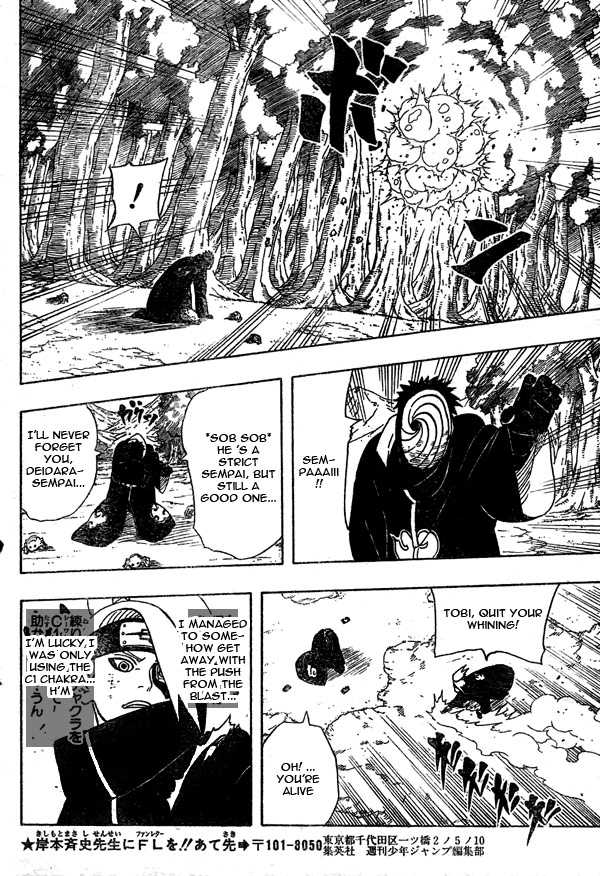 ボ
ン
!
SEM-
PAAAIII
!!
*SOB SOB*
HE 'S A
STRICT
SEMPAI, BUT
STILL A
GOOD ONE...
I'LL NEVER
FORGET
YOU,
DEIDARA-
SEMPAI...
TOBI, QUIT YOUR
WHINING!
OH! ...
YOU'RE
ALIVE
I MANAGED
TO SOME-
HOW GET
AWAY,WITH
THE PUSH
FROM THE
BLAST...
I'M LUCKY,I
WAS ONLY
USING ,THE
C1 CHAKRA...
H'M
★岸本斉史先生にFLを!!あて先➡〒101-8050 東京都千代田区一ツ橋2ノ5ノ10
集英社 週刊少年ジャンプ編集部